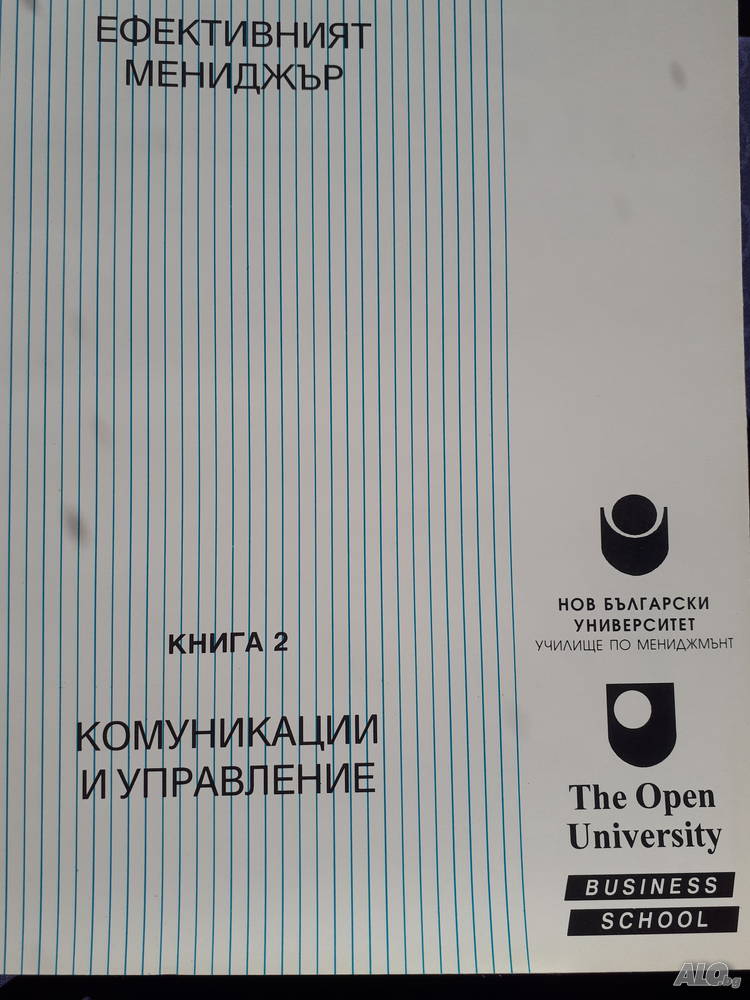 ЕФЕКТИВНИЯТ
МЕНИДЖЪР
КНИГА 2
КОМУНИКАЦИИ
И УПРАВЛЕНИЕ
НОВ БЪЛГАРСКИ
УНИВЕРСИТЕТ
УЧИЛИЩЕ ПО МЕНИДЖМЪНТ
The Open
University
BUSINESS
SCHOOL
ALO.bg